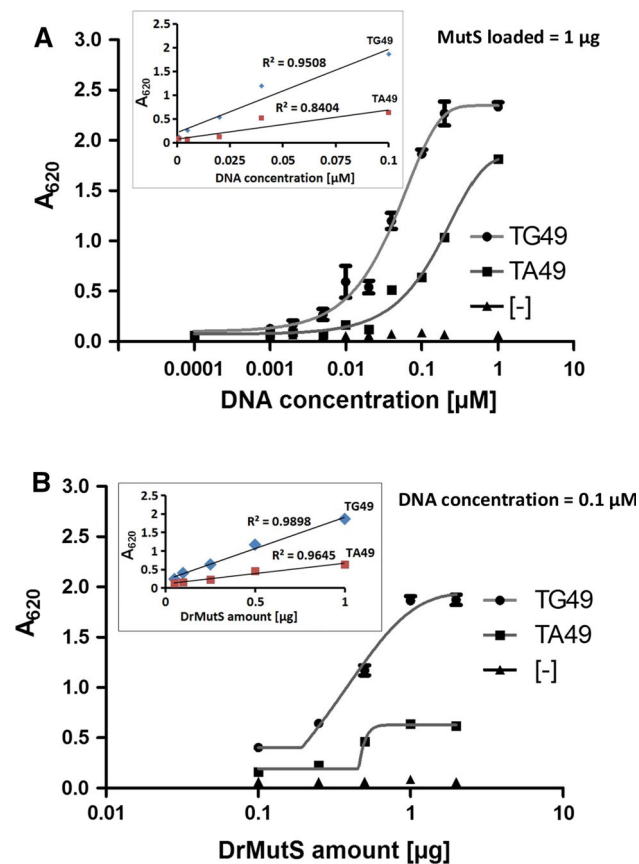 A
MutS loaded = 1 µg
3.0
2.5
2.0
1.5
1.0
0.5
0.0
A620
0.0001
0.001
0.01
0.1
1
10
DNA concentration [µM]
TG49
TA49
[-]
2.5
2
1.5
1
0.5
0
A620
R² = 0.9508
TG49
R² = 0.8404
TA49
0
0.025
0.05
0.075
0.1
DNA concentration [µM]
B
DNA concentration = 0.1 µM
3.0
2.5
2.0
1.5
1.0
0.5
0.0
A620
0.01
0.1
1
10
DrMutS amount [µg]
TG49
TA49
[-]
2.5
2
1.5
1
0.5
0
A620
R² = 0.9898
TG49
R² = 0.9645
TA49
0
0.5
1
DrMutS amount [µg]